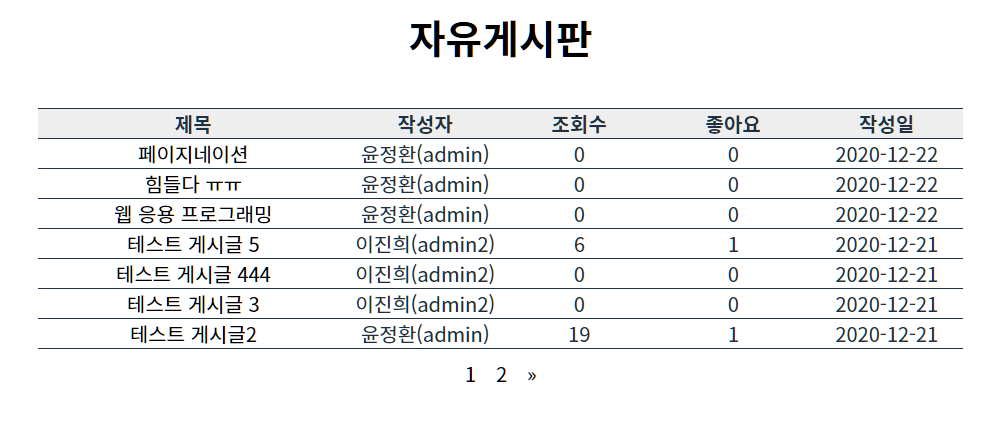 자유게시판
제목 작성자 조회수 좋아요 작성일
페이지네이션 윤정환(admin) 0 0 2020-12-22
힘들다 ㅠㅠ 윤정환(admin) 0 0 2020-12-22
웹 응용 프로그래밍 윤정환(admin) 0 0 2020-12-22
테스트 게시글 5 이진희(admin2) 6 1 2020-12-21
테스트 게시글 444 이진희(admin2) 0 0 2020-12-21
테스트 게시글 3 이진희(admin2) 0 0 2020-12-21
테스트 게시글2 윤정환(admin) 19 1 2020-12-21
1 2 »